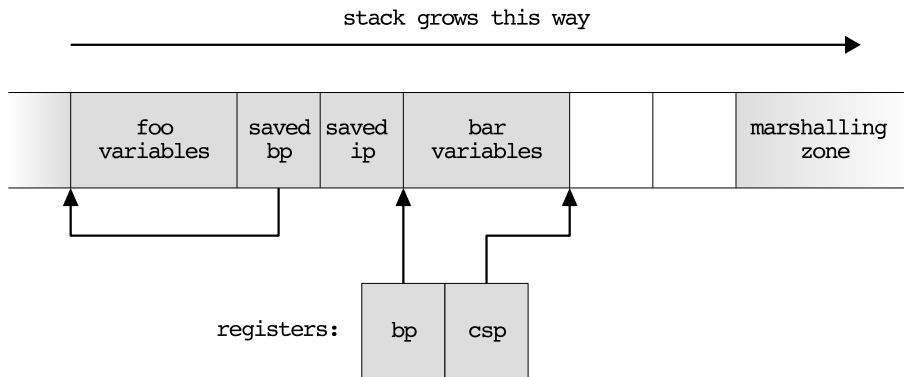 stack grows this way
foo
variables
saved
bp
saved
ip
bar
variables
marshalling
zone
registers:
bp
csp